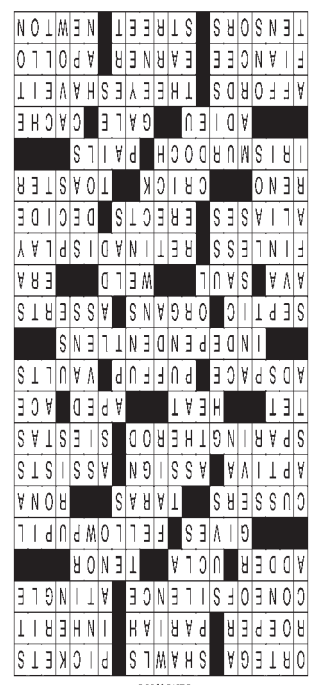 ORTEGA SHAWLS PICKETS
ROEPER PARIAH INHERIT
CONEOFSILENCE ATINGLE
ADDER UCLA TENOR
GIVES FELLOWPUPIL
CUSSERS TARAS RONA
APTIVA ASSIGN ASSISTS
SPARINGTHEROD SIESTAS
TET HEAT APED ACE
ADSPACE PUFFUP VAULTS
INDEPENDENTLENS
SEPTIC ORGANS ASSERTS
AVA SAUL WELD ERA
FINLESS RETINADISPLAY
ALIASES ERECTS DECIDE
RENO CRICK TOASTER
IRISMURDOCH PAILS
ADIEU GALE CACHE
AFFORDS THEEYESHAVEIT
FIANCEE EARNER APOLLO
TENSORS STREET NEWTON